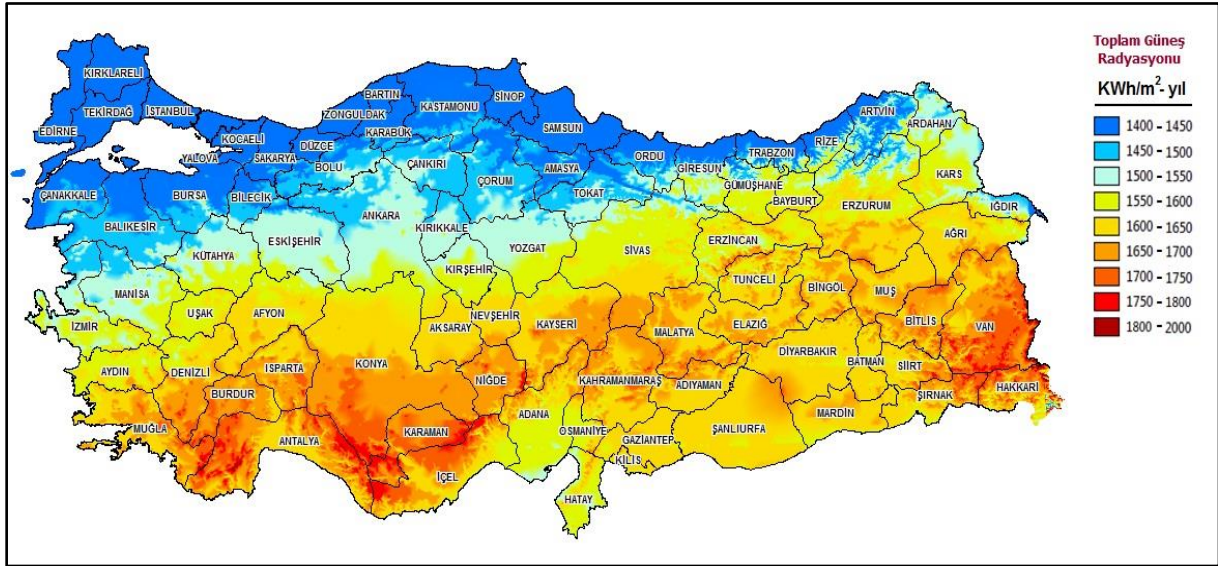 Toplam Güneş
Radyasyonu
KWh/m²- yıl
1400 - 1450
1450 - 1500
1500 - 1550
1550 - 1600
1600 - 1650
1650 - 1700
1700 - 1750
1750 - 1800
1800 - 2000
KIRKLARELİ
TEKİRDAĞ
İSTANBUL
EDİRNE
KOCAELİ
YALOVA
SAKARYA
DÜZCE
ZONGULDAK
BARTIN
KARABÜK
KASTAMONU
SİNOP
SAMSUN
BOLU
ÇANKIRI
ÇORUM
AMASYA
ORDU
TOKAT
GİRESUN
TRABZON
RİZE
ARTVİN
ARDAHAN
GÜMÜŞHANE
BAYBURT
ERZURUM
KARS
IĞDIR
AĞRI
ÇANAKKALE
BURSA
BİLECİK
BALIKESİR
KÜTAHYA
ESKİŞEHİR
ANKARA
KIRIKKALE
YOZGAT
SİVAS
ERZİNCAN
KIRŞEHİR
TUNCELİ
BİNGÖL
MUŞ
MANİSA
UŞAK
AFYON
İZMİR
AKSARAY
NEVŞEHİR
KAYSERİ
MALATYA
ELAZIĞ
BİTLİS
VAN
AYDIN
DENİZLİ
ISPARTA
KONYA
NİĞDE
KAHRAMANMARAŞ
ADIYAMAN
DİYARBAKIR
BATMAN
SİİRT
BURDUR
ŞIRNAK
HAKKARİ
MUĞLA
ANTALYA
KARAMAN
ADANA
OSMANİYE
GAZİANTEP
ŞANLIURFA
MARDİN
KİLİS
İÇEL
HATAY